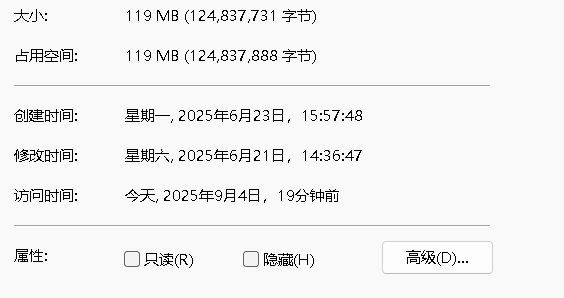 大小: 119 MB (124,837,731 字节)
占用空间: 119 MB (124,837,888 字节)
创建时间: 星期一, 2025年6月23日，15:57:48
修改时间: 星期六, 2025年6月21日，14:36:47
访问时间: 今天, 2025年9月4日，19分钟前
属性: 只读(R) 隐藏(H) 高级(D)...